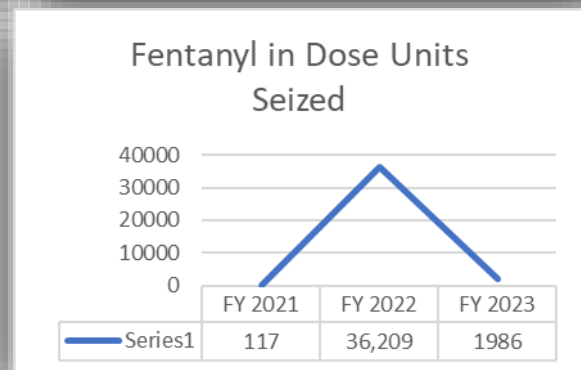 Fentanyl in Dose Units
Seized
40000
30000
20000
10000
0
FY 2021 FY 2022 FY 2023
Series1 117 36,209 1986